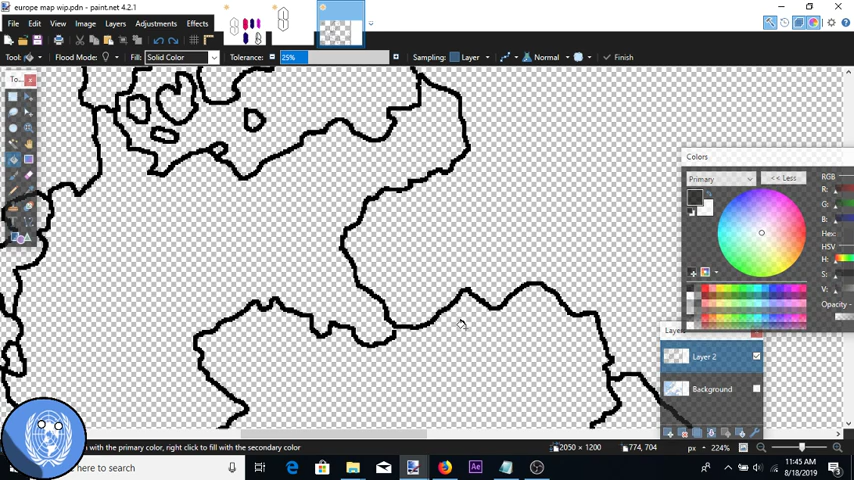 europe map wip.pdn - paint.net 4.2.1
File Edit View Image Layers Adjustments Effects
Tool: Flood Mode: Fill: Solid Color Tolerance: 25% Sampling: Layer Normal Finish
To...
Colors
Primary << Less
RGB
R:
G:
B:
Hex:
HSV
H:
S:
V:
Opacity -
Layers
Layer 2
Background
with the primary color, right click to fill with the secondary color
2050 × 1200 774, 704 px 224%
here to search
11:45 AM
8/18/2019